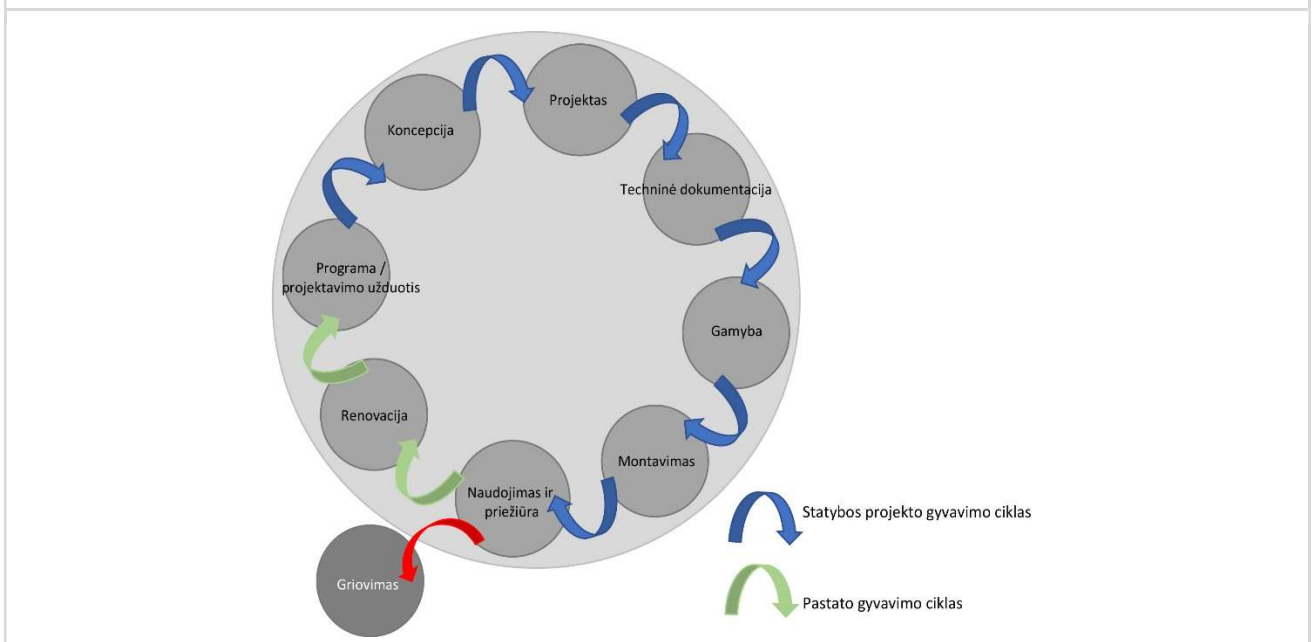 Projektas
Koncepcija
Techninė dokumentacija
Programa /
projektavimo užduotis
Gamyba
Renovacija
Montavimas
Naudojimas ir
priežiūra
Griovimas
Statybos projekto gyvavimo ciklas
Pastato gyvavimo ciklas